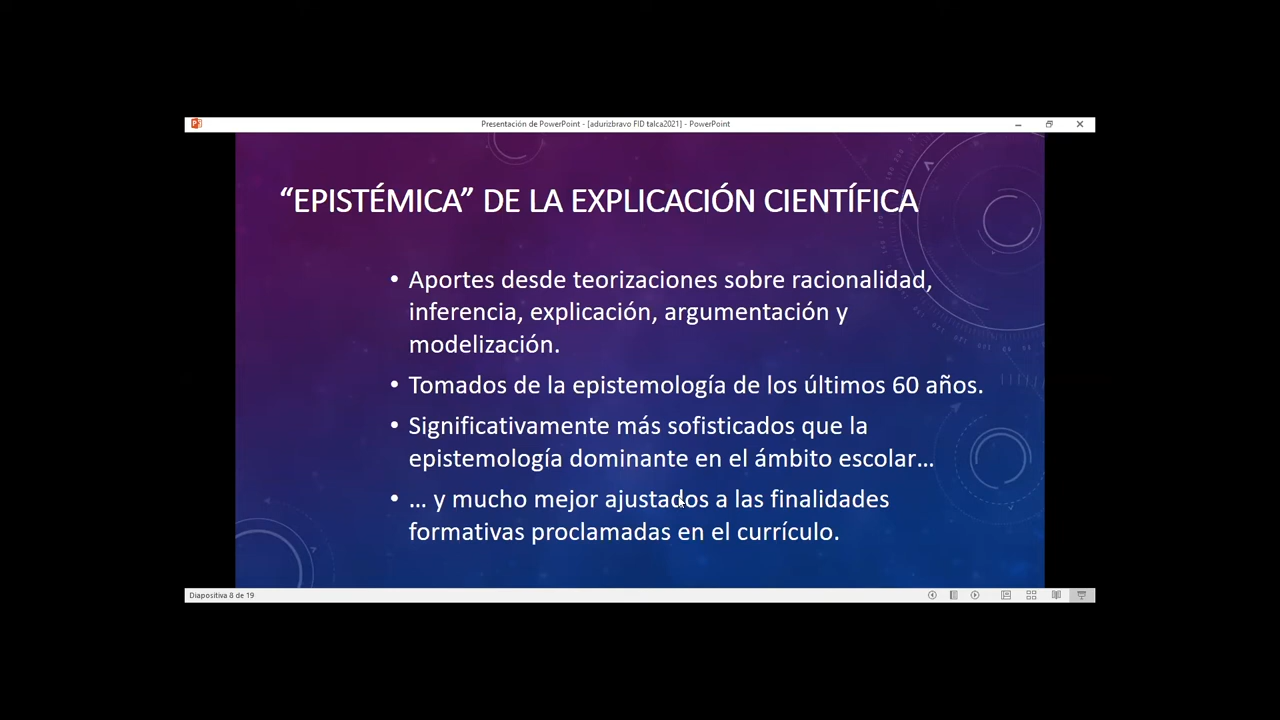 Presentación de PowerPoint - [adurizbravo FID talca2021] - PowerPoint
“EPISTÉMICA” DE LA EXPLICACIÓN CIENTÍFICA
• Aportes desde teorizaciones sobre racionalidad,
inferencia, explicación, argumentación y
modelización.
• Tomados de la epistemología de los últimos 60 años.
• Significativamente más sofisticados que la
epistemología dominante en el ámbito escolar…
• … y mucho mejor ajustados a las finalidades
formativas proclamadas en el currículo.
Diapositiva 8 de 19